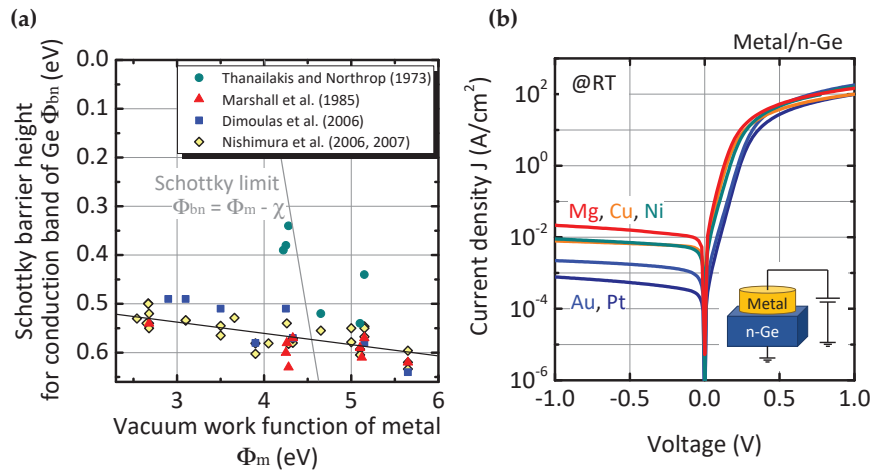 (a)
Schottky barrier height
for conduction band of Ge Φbn (eV)
0.0
0.1
0.2
0.3
0.4
0.5
0.6
Thanailakis and Northrop (1973)
Marshall et al. (1985)
Dimoulas et al. (2006)
Nishimura et al. (2006, 2007)
Schottky limit
Φbn = Φm - χ
3 4 5 6
Vacuum work function of metal
Φm (eV)
(b)
Metal/n-Ge
Current density J (A/cm²)
10²
10⁰
10⁻²
10⁻⁴
10⁻⁶
@RT
Mg, Cu, Ni
Au, Pt
Metal
n-Ge
-1.0 -0.5 0.0 0.5 1.0
Voltage (V)